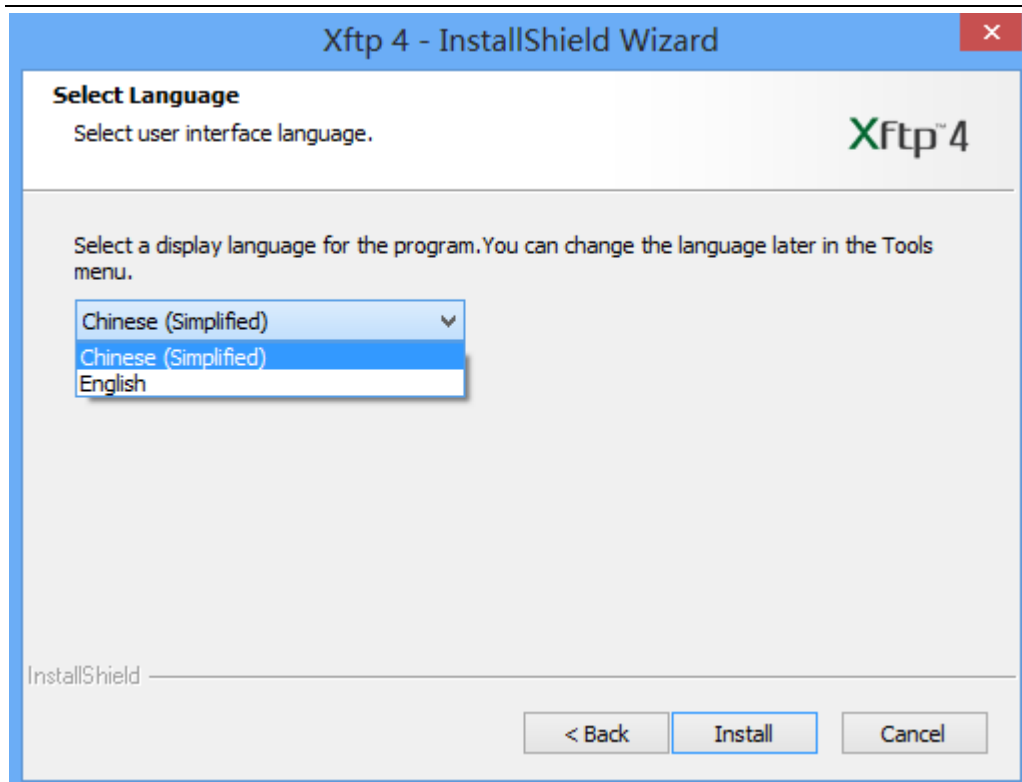 Xftp 4 - InstallShield Wizard
Select Language
Select user interface language.
Xftp™4
Select a display language for the program.You can change the language later in the Tools
menu.
Chinese (Simplified)
Chinese (Simplified)
English
InstallShield
< Back Install Cancel